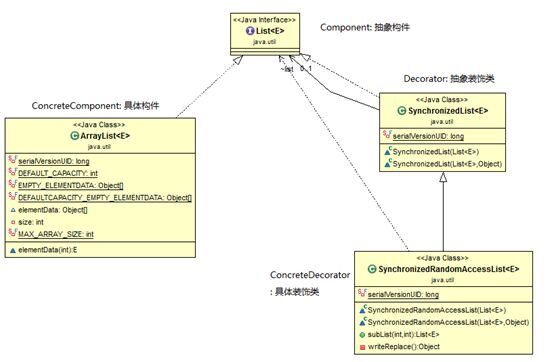 <<Java Interface>>
List<E>
java.util
Component: 抽象构件
~list 0..1
Decorator: 抽象装饰类
<<Java Class>>
SynchronizedList<E>
java.util
serialVersionUID: long
SynchronizedList(List<E>)
SynchronizedList(List<E>,Object)
ConcreteComponent: 具体构件
<<Java Class>>
ArrayList<E>
java.util
serialVersionUID: long
DEFAULT_CAPACITY: int
EMPTY_ELEMENTDATA: Object[]
DEFAULTCAPACITY_EMPTY_ELEMENTDATA: Object[]
elementData: Object[]
size: int
MAX_ARRAY_SIZE: int
elementData(int):E
ConcreteDecorator
: 具体装饰类
<<Java Class>>
SynchronizedRandomAccessList<E>
java.util
serialVersionUID: long
SynchronizedRandomAccessList(List<E>)
SynchronizedRandomAccessList(List<E>,Object)
subList(int,int):List<E>
writeReplace():Object